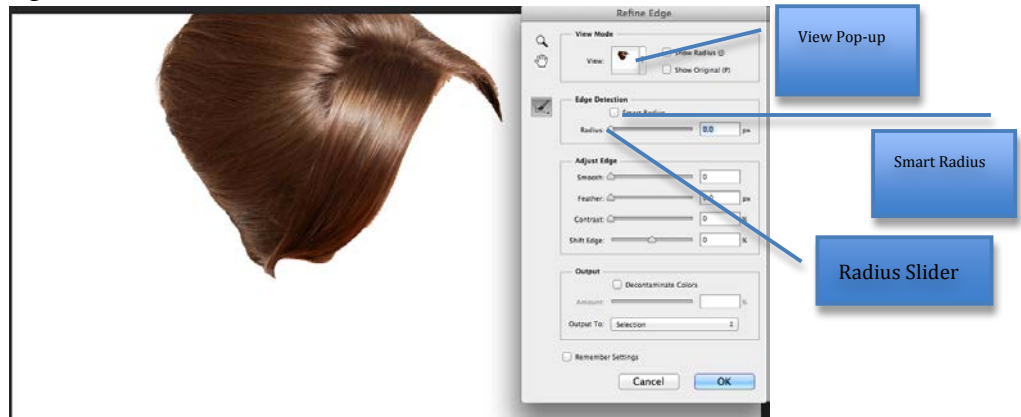 Refine Edge
View Mode
View:
Show Radius (J)
Show Original (P)
Edge Detection
Smart Radius
Radius: 0.0 px
Adjust Edge
Smooth: 0
Feather: px
Contrast: 0 %
Shift Edge: 0 %
Output
Decontaminate Colors
Amount: %
Output To: Selection
Remember Settings
Cancel OK
View Pop-up
Smart Radius
Radius Slider